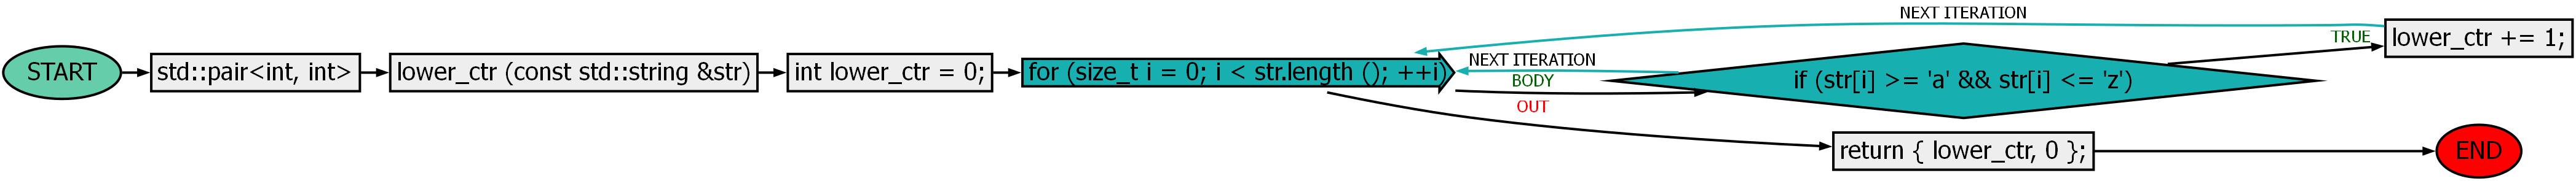 START
std::pair<int, int>
lower_ctr (const std::string &str)
int lower_ctr = 0;
for (size_t i = 0; i < str.length (); ++i)
NEXT ITERATION
NEXT ITERATION
BODY
OUT
if (str[i] >= 'a' && str[i] <= 'z')
TRUE
lower_ctr += 1;
return { lower_ctr, 0 };
END